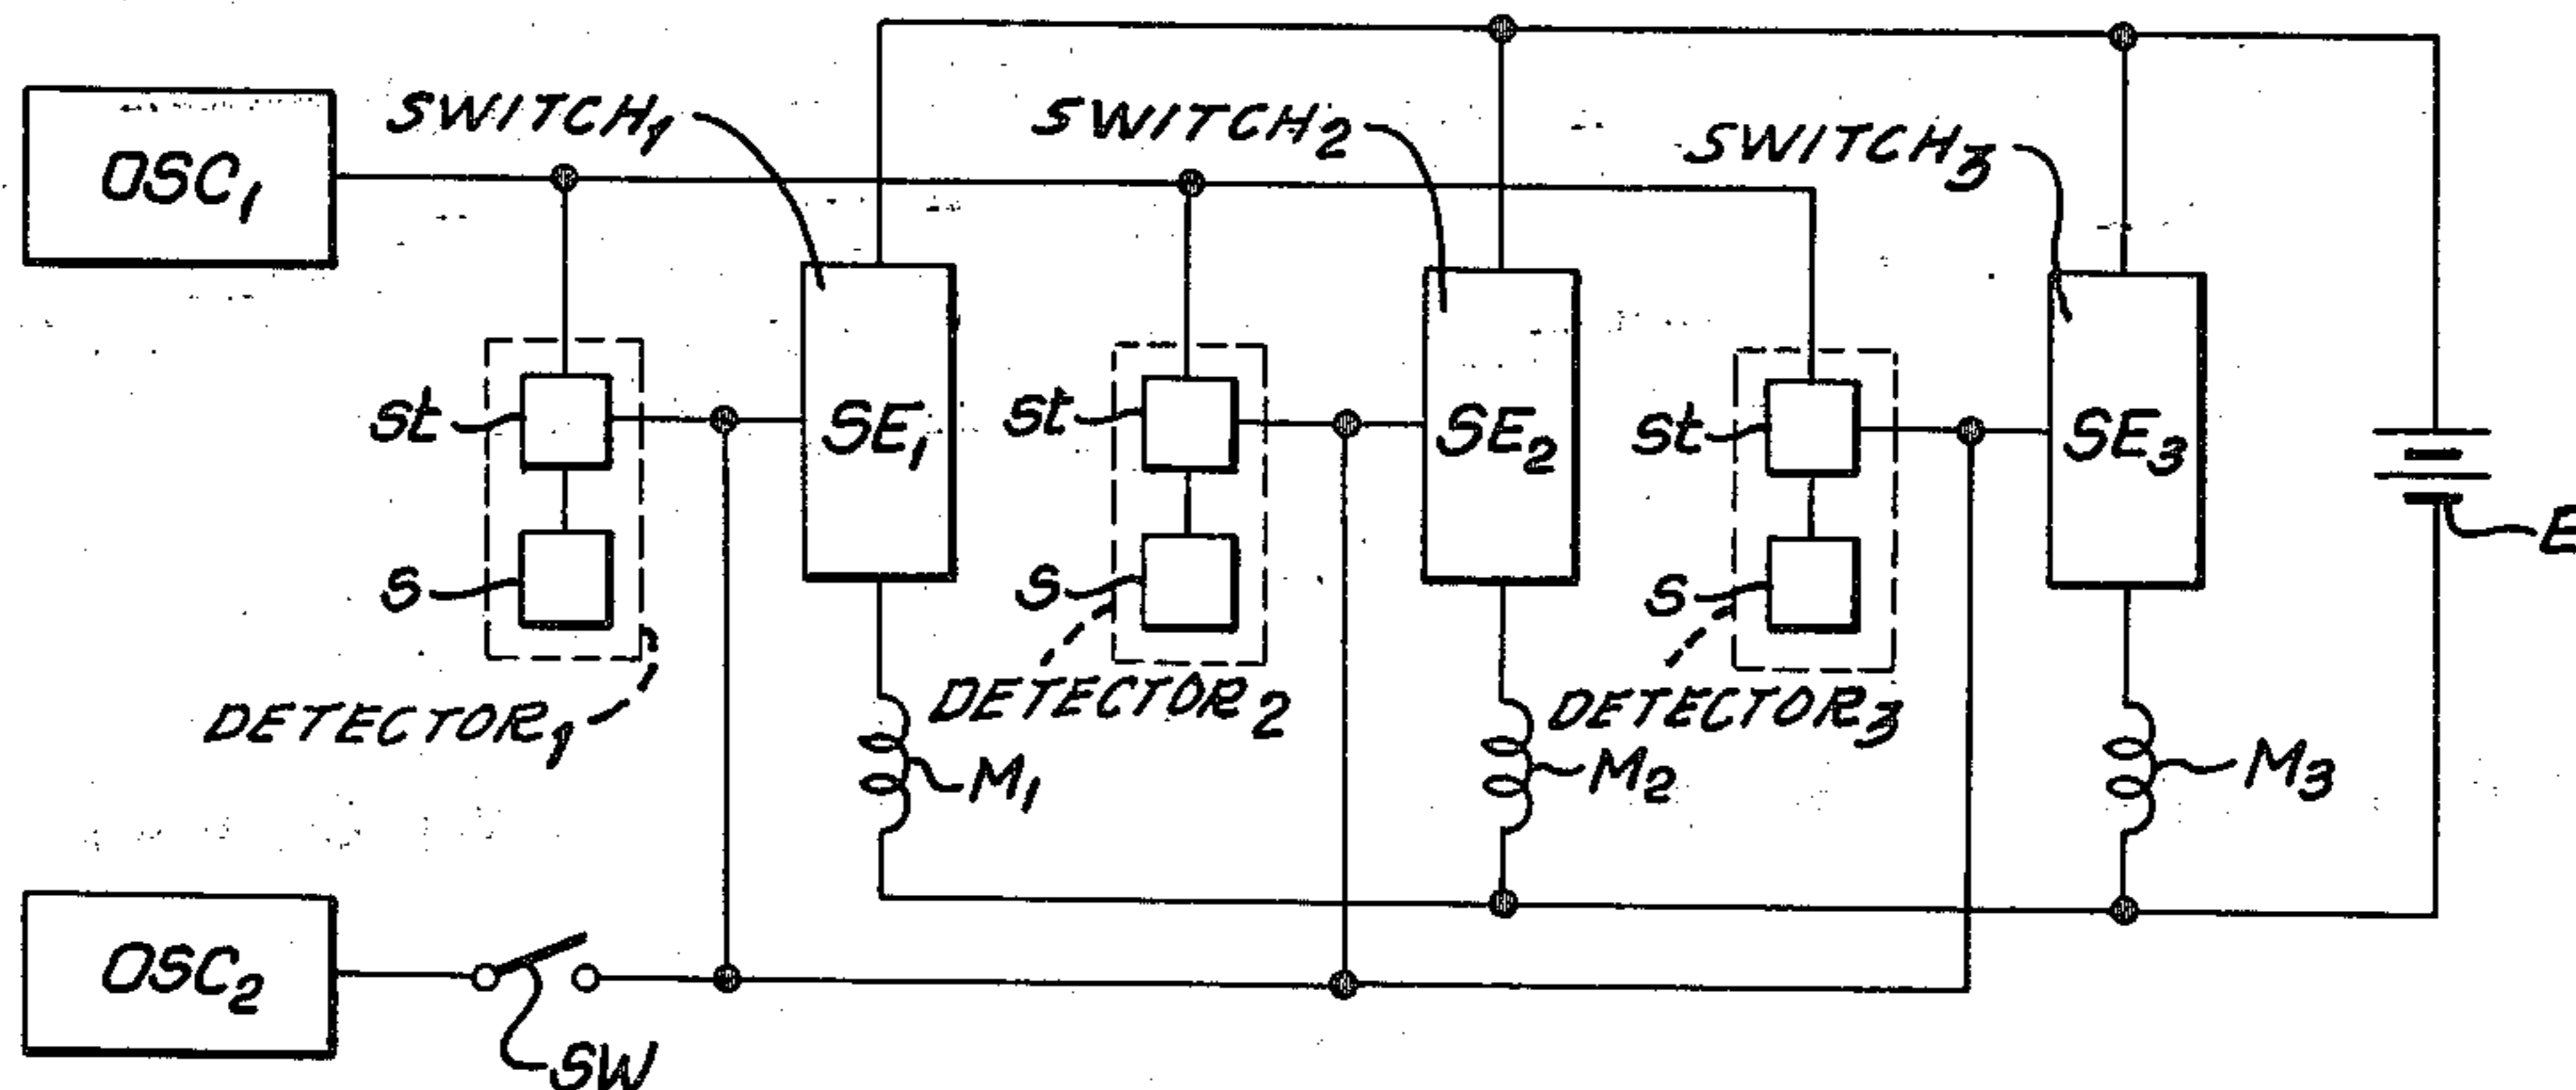 OSC1
SWITCH1
SWITCH2
SWITCH3
st
SE1
st
SE2
st
SE3
E
s
s
s
DETECTOR1
DETECTOR2
DETECTOR3
M1
M2
M3
OSC2
SW